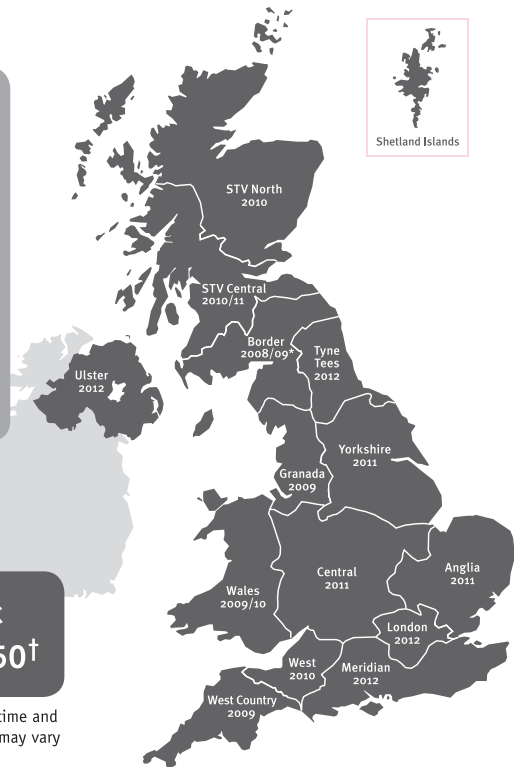 Shetland Islands
STV North
2010
STV Central
2010/11
Border
2008/09*
Tyne
Tees
2012
Ulster
2012
Yorkshire
2011
Granada
2009
Central
2011
Anglia
2011
Wales
2009/10
London
2012
West
2010
Meridian
2012
West Country
2009
50†
time and
may vary